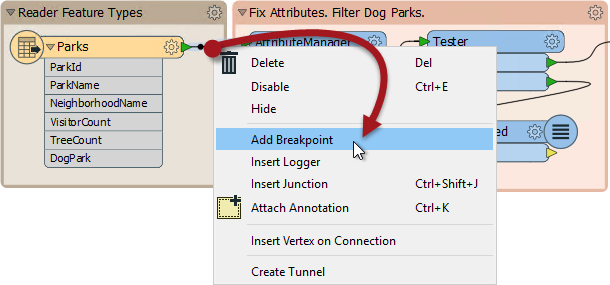 Reader Feature Types
Fix Attributes. Filter Dog Parks.
Parks
ParkId
ParkName
NeighborhoodName
VisitorCount
TreeCount
DogPark
AttributeManager
Tester
Delete Del
Disable Ctrl+E
Hide
Add Breakpoint
Insert Logger
Insert Junction Ctrl+Shift+J
Attach Annotation Ctrl+K
Insert Vertex on Connection
Create Tunnel